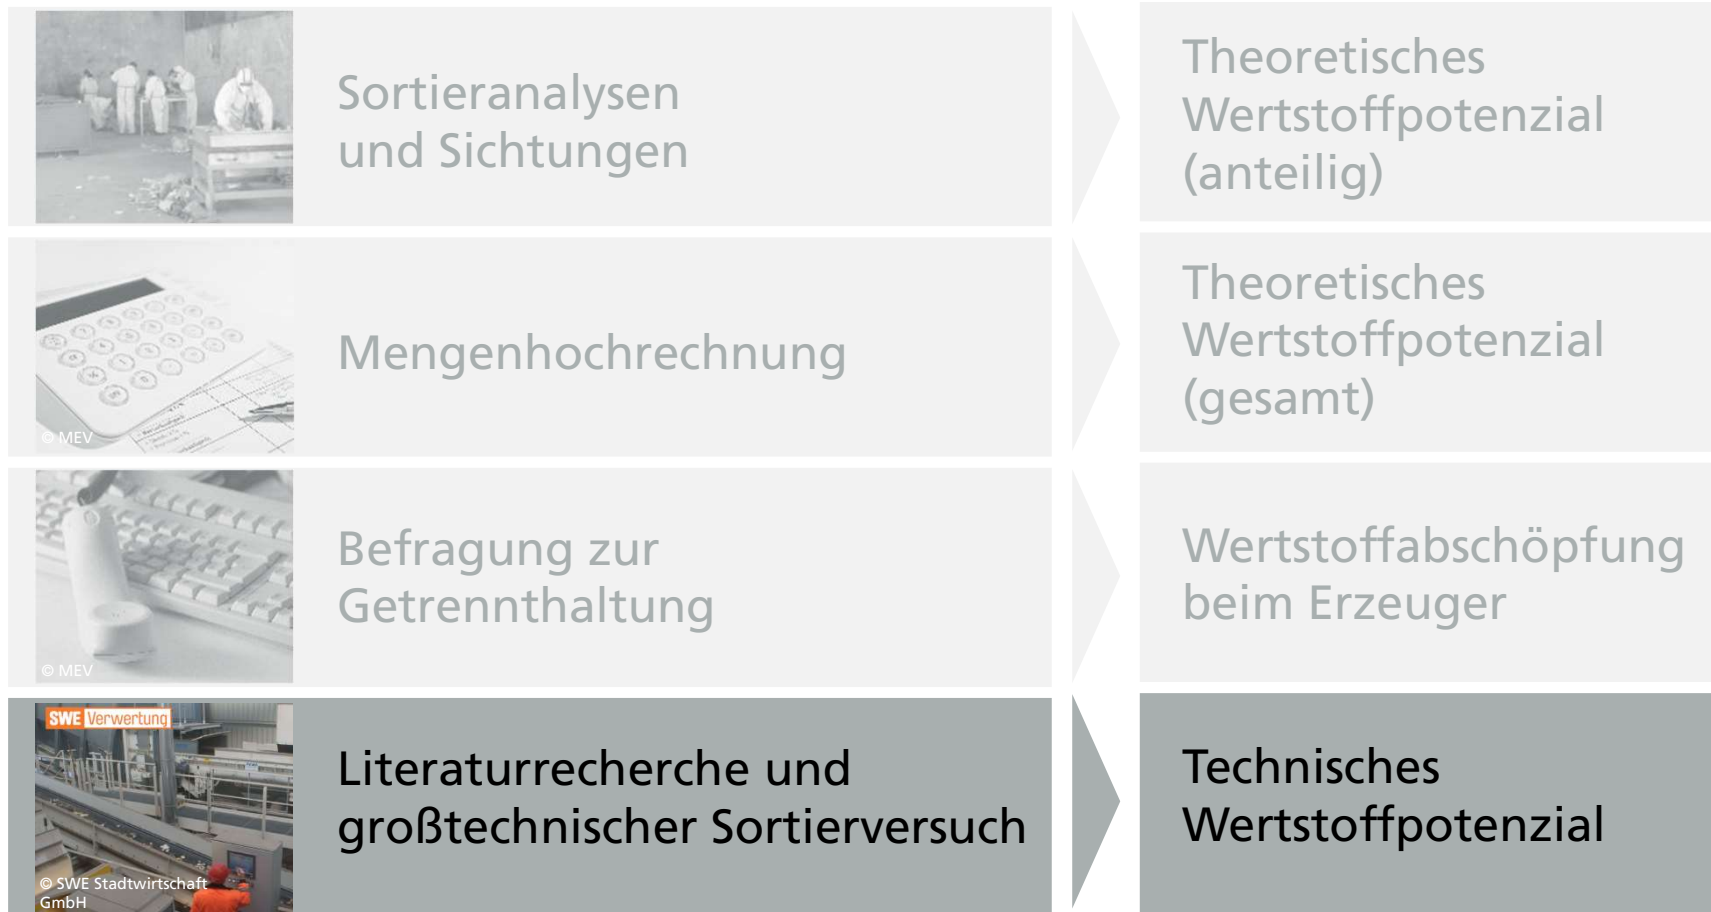 Sortieranalysen
und Sichtungen
Theoretisches
Wertstoffpotenzial
(anteilig)
© MEV
Mengenhochrechnung
Theoretisches
Wertstoffpotenzial
(gesamt)
© MEV
Befragung zur
Getrennthaltung
Wertstoffabschöpfung
beim Erzeuger
SWE Verwertung
© SWE Stadtwirtschaft
GmbH
Literaturrecherche und
großtechnischer Sortierversuch
Technisches
Wertstoffpotenzial